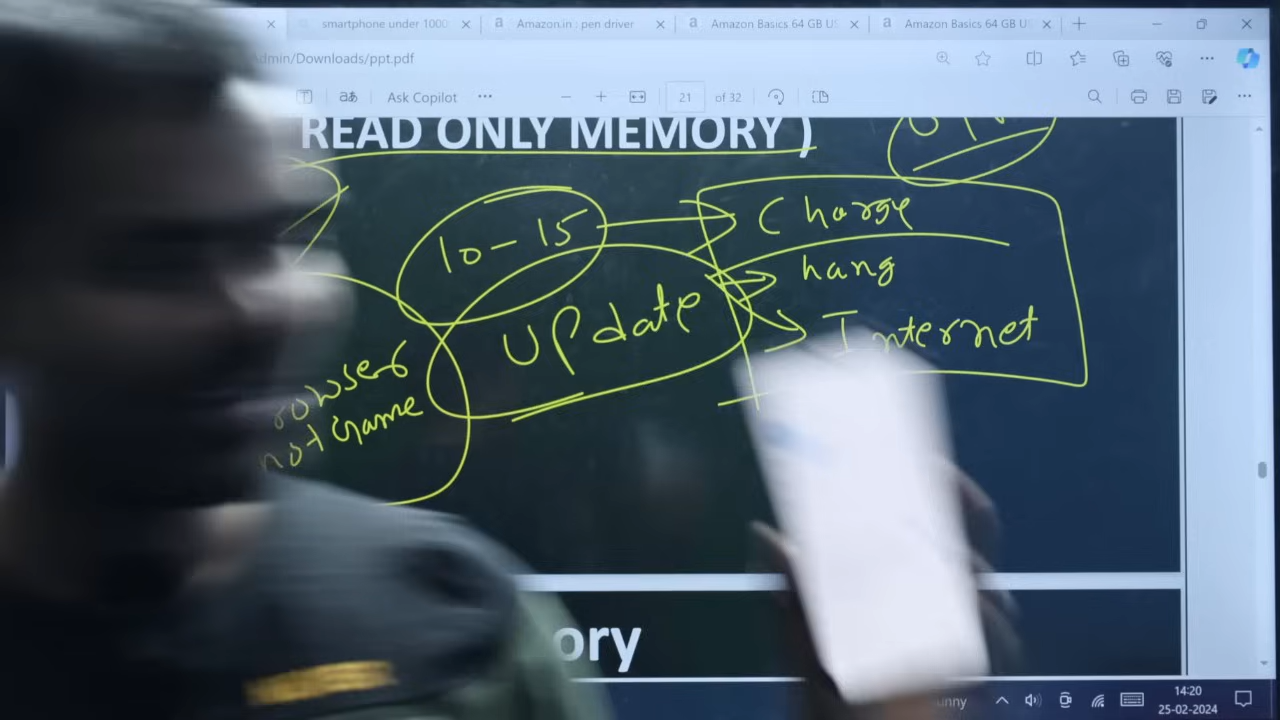 smartphone under 1000
Amazon.in : pen driver
Amazon Basics 64 GB U
Amazon Basics 64 GB U
dmin/Downloads/ppt.pdf
Ask Copilot
21 of 32
READ ONLY MEMORY )
10-15
Charge
hang
Update
Internet
rowser
not Game
ory
nny
14:20
25-02-2024